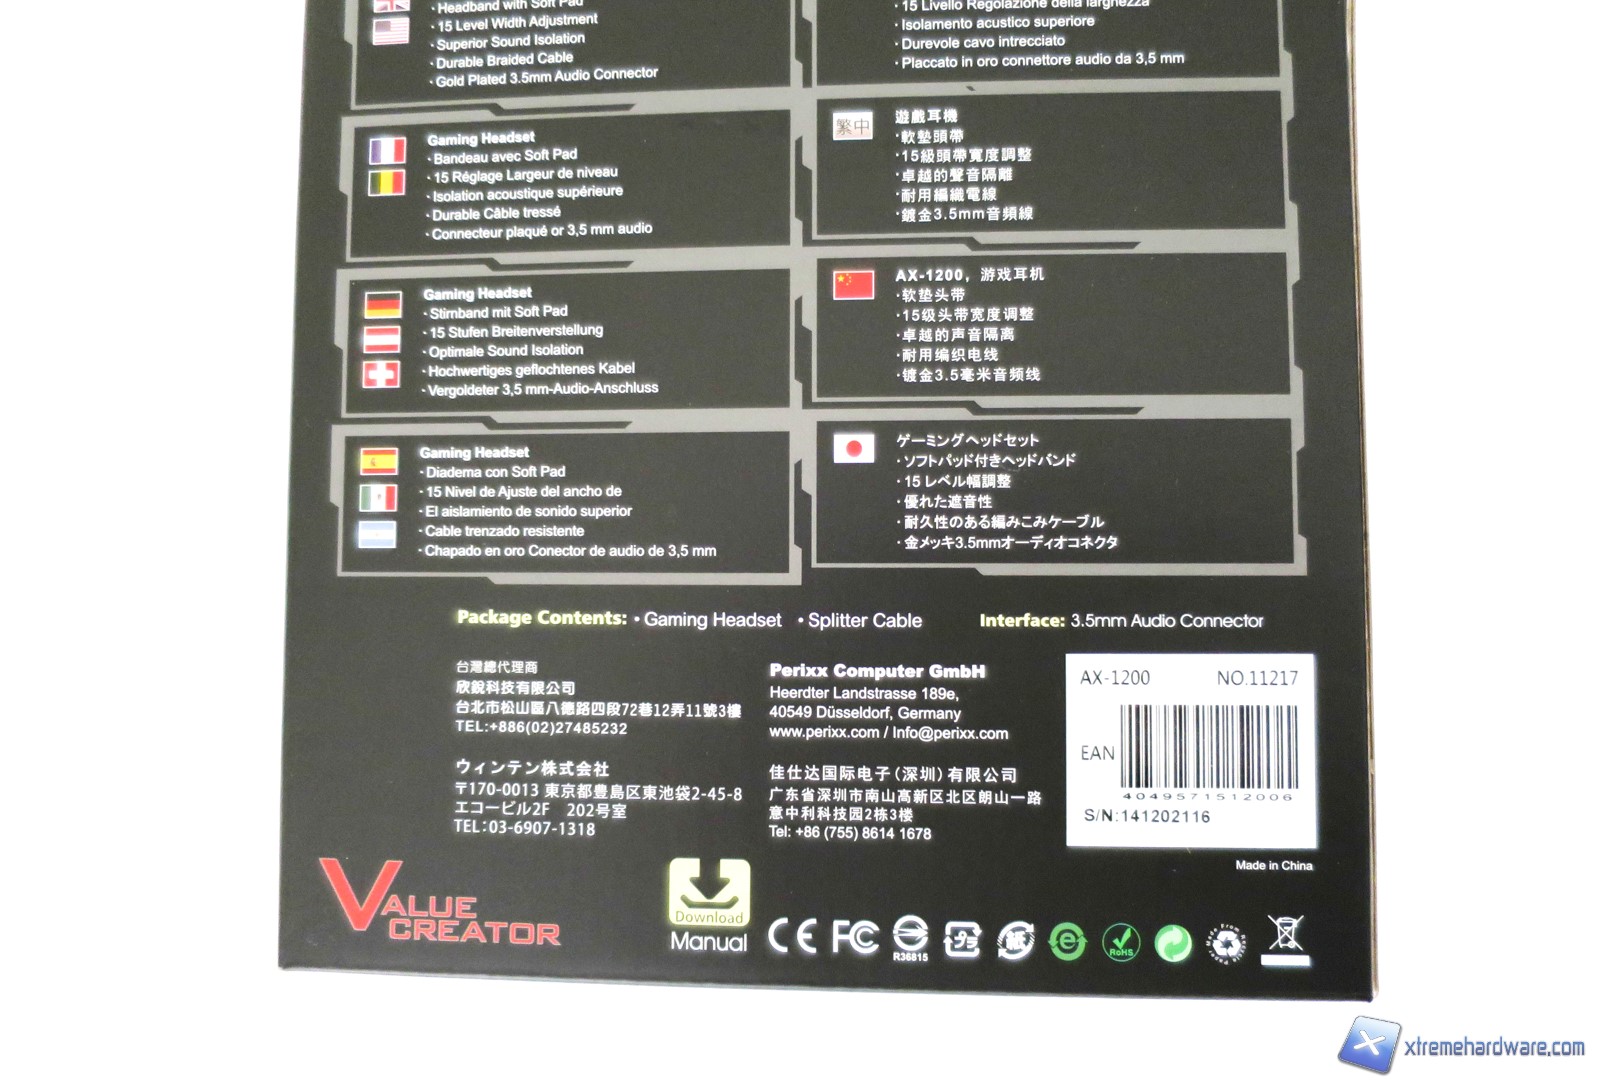 · Headband with Soft Pad
· 15 Level Width Adjustment
· Superior Sound Isolation
· Durable Braided Cable
· Gold Plated 3.5mm Audio Connector
· 15 Livello Regolazione della larghezza
· Isolamento acustico superiore
· Durevole cavo intrecciato
· Placcato in oro connettore audio da 3,5 mm
Gaming Headset
· Bandeau avec Soft Pad
· 15 Réglage Largeur de niveau
· Isolation acoustique supérieure
· Durable Câble tressé
· Connecteur plaqué or 3,5 mm audio
繁中
遊戲耳機
·軟墊頭帶
·15級頭帶寬度調整
·卓越的聲音隔離
·耐用編織電線
·鍍金3.5mm音頻線
Gaming Headset
· Stirnband mit Soft Pad
· 15 Stufen Breitenverstellung
· Optimale Sound Isolation
· Hochwertiges geflochtenes Kabel
· Vergoldeter 3,5 mm-Audio-Anschluss
AX-1200，游戏耳机
·软垫头带
·15级头带宽度调整
·卓越的声音隔离
·耐用编织电线
·镀金3.5毫米音频线
Gaming Headset
· Diadema con Soft Pad
· 15 Nivel de Ajuste del ancho de
· El aislamiento de sonido superior
· Cable trenzado resistente
· Chapado en oro Conector de audio de 3,5 mm
ゲーミングヘッドセット
・ソフトパッド付きヘッドバンド
・15 レベル幅調整
・優れた遮音性
・耐久性のある編みこみケーブル
・金メッキ3.5mmオーディオコネクタ
Package Contents: • Gaming Headset • Splitter Cable
Interface: 3.5mm Audio Connector
台灣總代理商
欣銳科技有限公司
台北市松山區八德路四段72巷12弄11號3樓
TEL:+886(02)27485232
ウィンテン株式会社
〒170-0013 東京都豊島区東池袋2-45-8
エコービル2F 202号室
TEL：03-6907-1318
Perixx Computer GmbH
Heerdter Landstrasse 189e,
40549 Düsseldorf, Germany
www.perixx.com / Info@perixx.com
佳仕达国际电子（深圳）有限公司
广东省深圳市南山高新区北区朗山一路
意中利科技园2栋3楼
Tel: +86 (755) 8614 1678
AX-1200 NO.11217
EAN
4049571512006
S/N:141202116
Made in China
VALUE
CREATOR
Download
Manual
CE FC
R36815
プラ
紙
e
RoHS
Made From Recycle Paper
xtremehardware.com